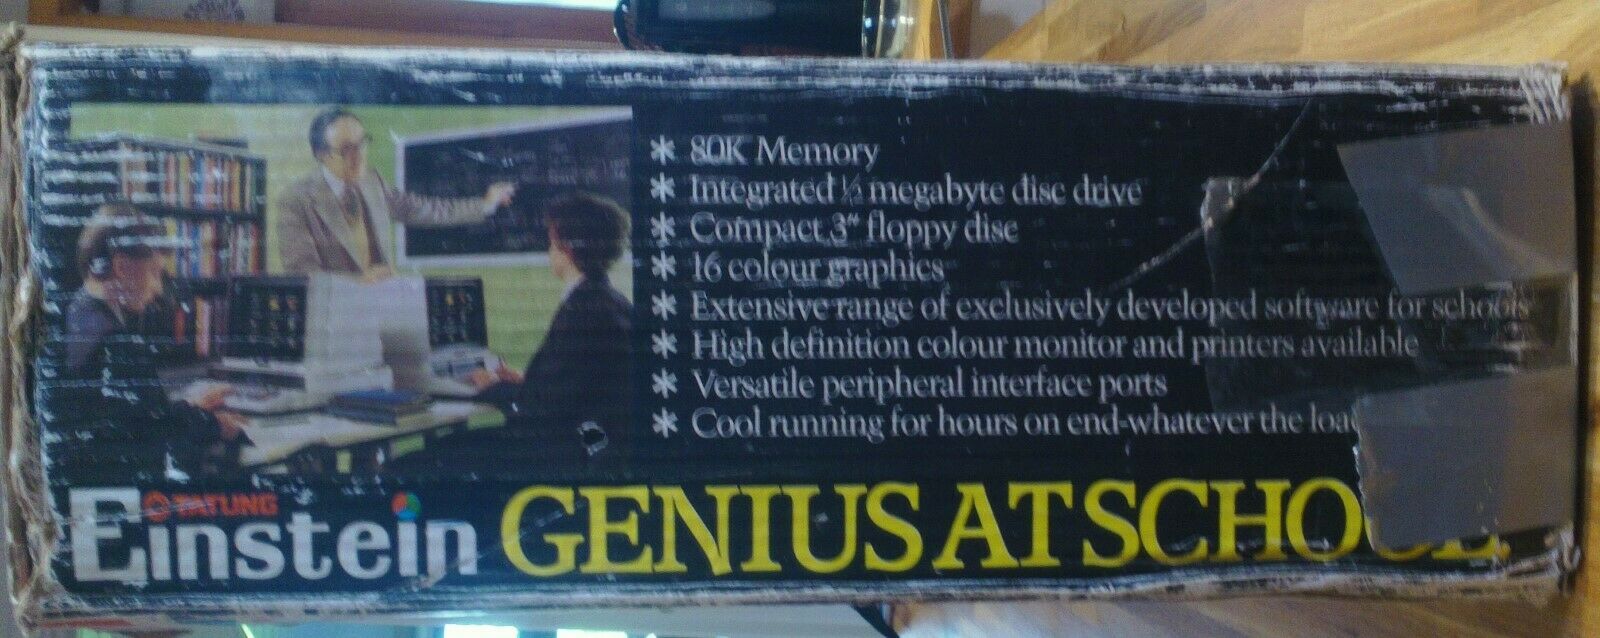 * 80K Memory
* Integrated ½ megabyte disc drive
* Compact 3" floppy disc
* 16 colour graphics
* Extensive range of exclusively developed software for schools
* High definition colour monitor and printers available
* Versatile peripheral interface ports
* Cool running for hours on end-whatever the load
TATUNG
Einstein GENIUS AT SCHOOL.